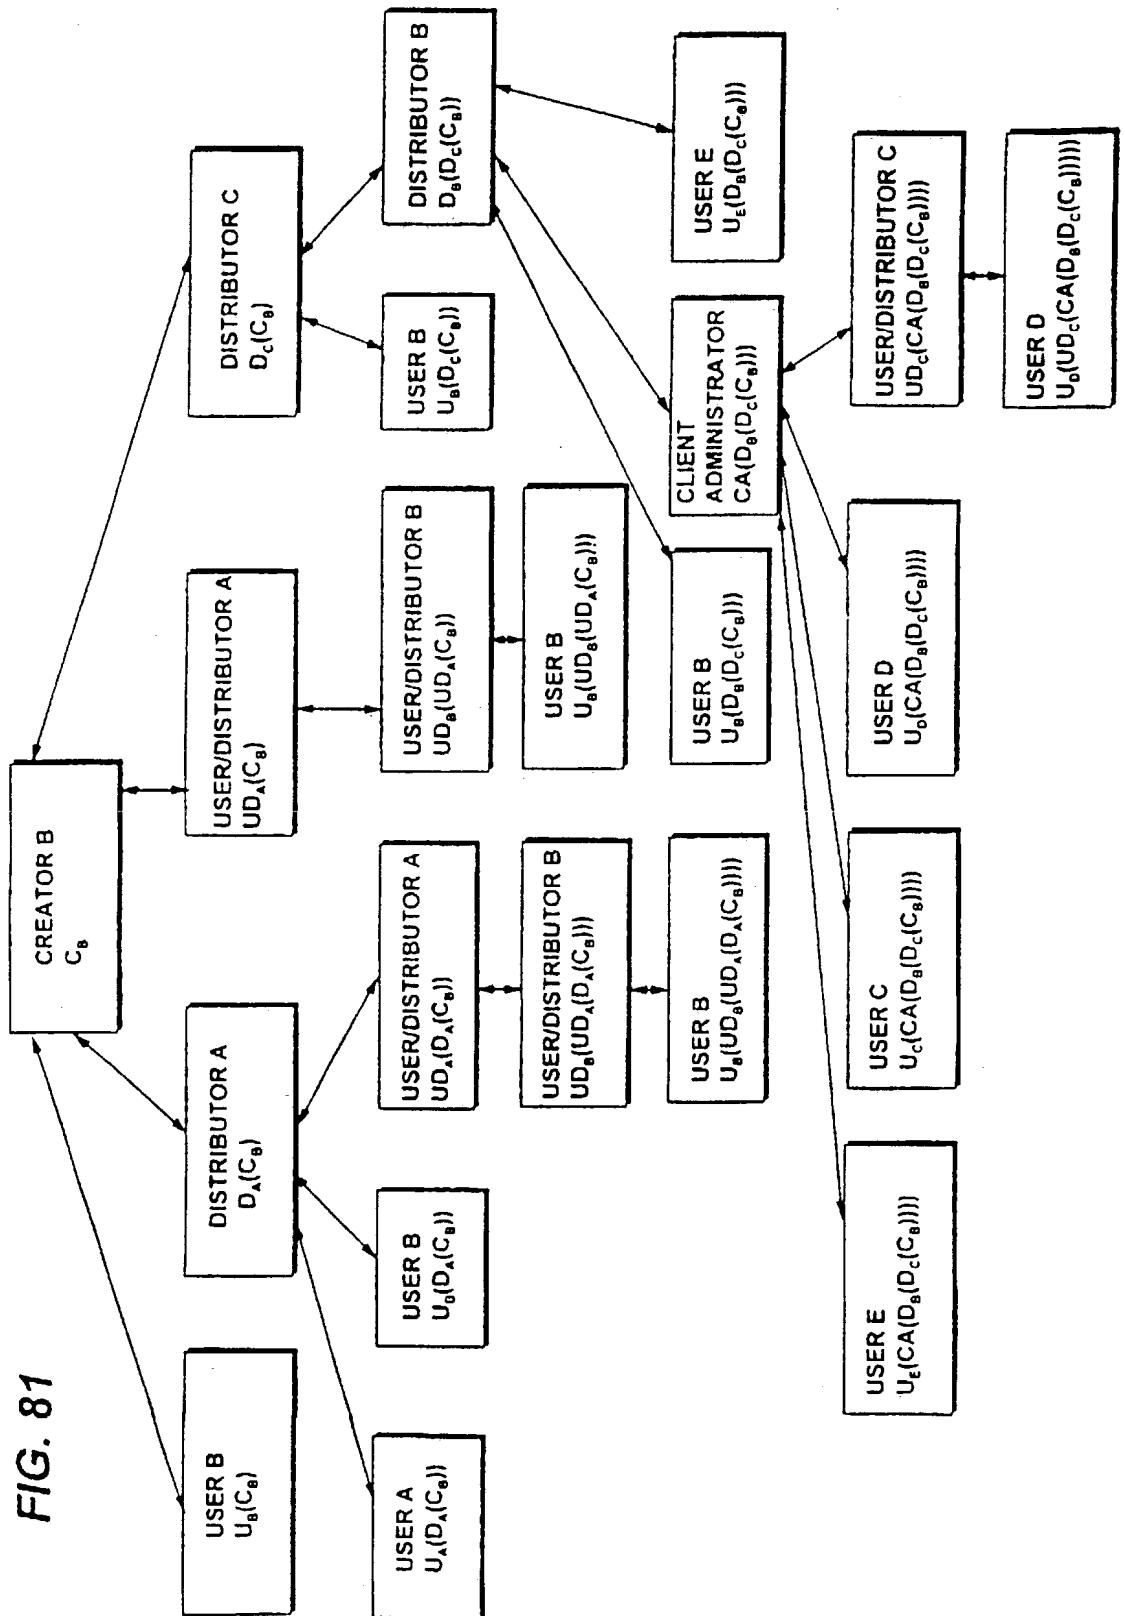 FIG. 81
CREATOR B
C_B
USER B
U_B(C_B)
DISTRIBUTOR A
D_A(C_B)
USER/DISTRIBUTOR A
UD_A(C_B)
DISTRIBUTOR C
D_C(C_B)
USER A
U_A(D_A(C_B))
USER B
U_D(D_A(C_B))
USER/DISTRIBUTOR A
UD_A(D_A(C_B))
USER/DISTRIBUTOR B
UD_B(UD_A(C_B))
USER B
U_B(D_C(C_B))
DISTRIBUTOR B
D_B(D_C(C_B))
USER/DISTRIBUTOR B
UD_B(UD_A(D_A(C_B)))
USER B
U_B(UD_B(UD_A(C_B)))
USER B
U_B(UD_B(UD_A(D_A(C_B))))
USER B
U_B(D_B(D_C(C_B)))
CLIENT
ADMINISTRATOR
CA(D_B(D_C(C_B)))
USER E
U_E(D_B(D_C(C_B)))
USER E
U_E(CA(D_B(D_C(C_B))))
USER C
U_C(CA(D_B(D_C(C_B))))
USER D
U_D(CA(D_B(D_C(C_B))))
USER/DISTRIBUTOR C
UD_C(CA(D_B(D_C(C_B))))
USER D
U_D(UD_C(CA(D_B(D_C(C_B)))))